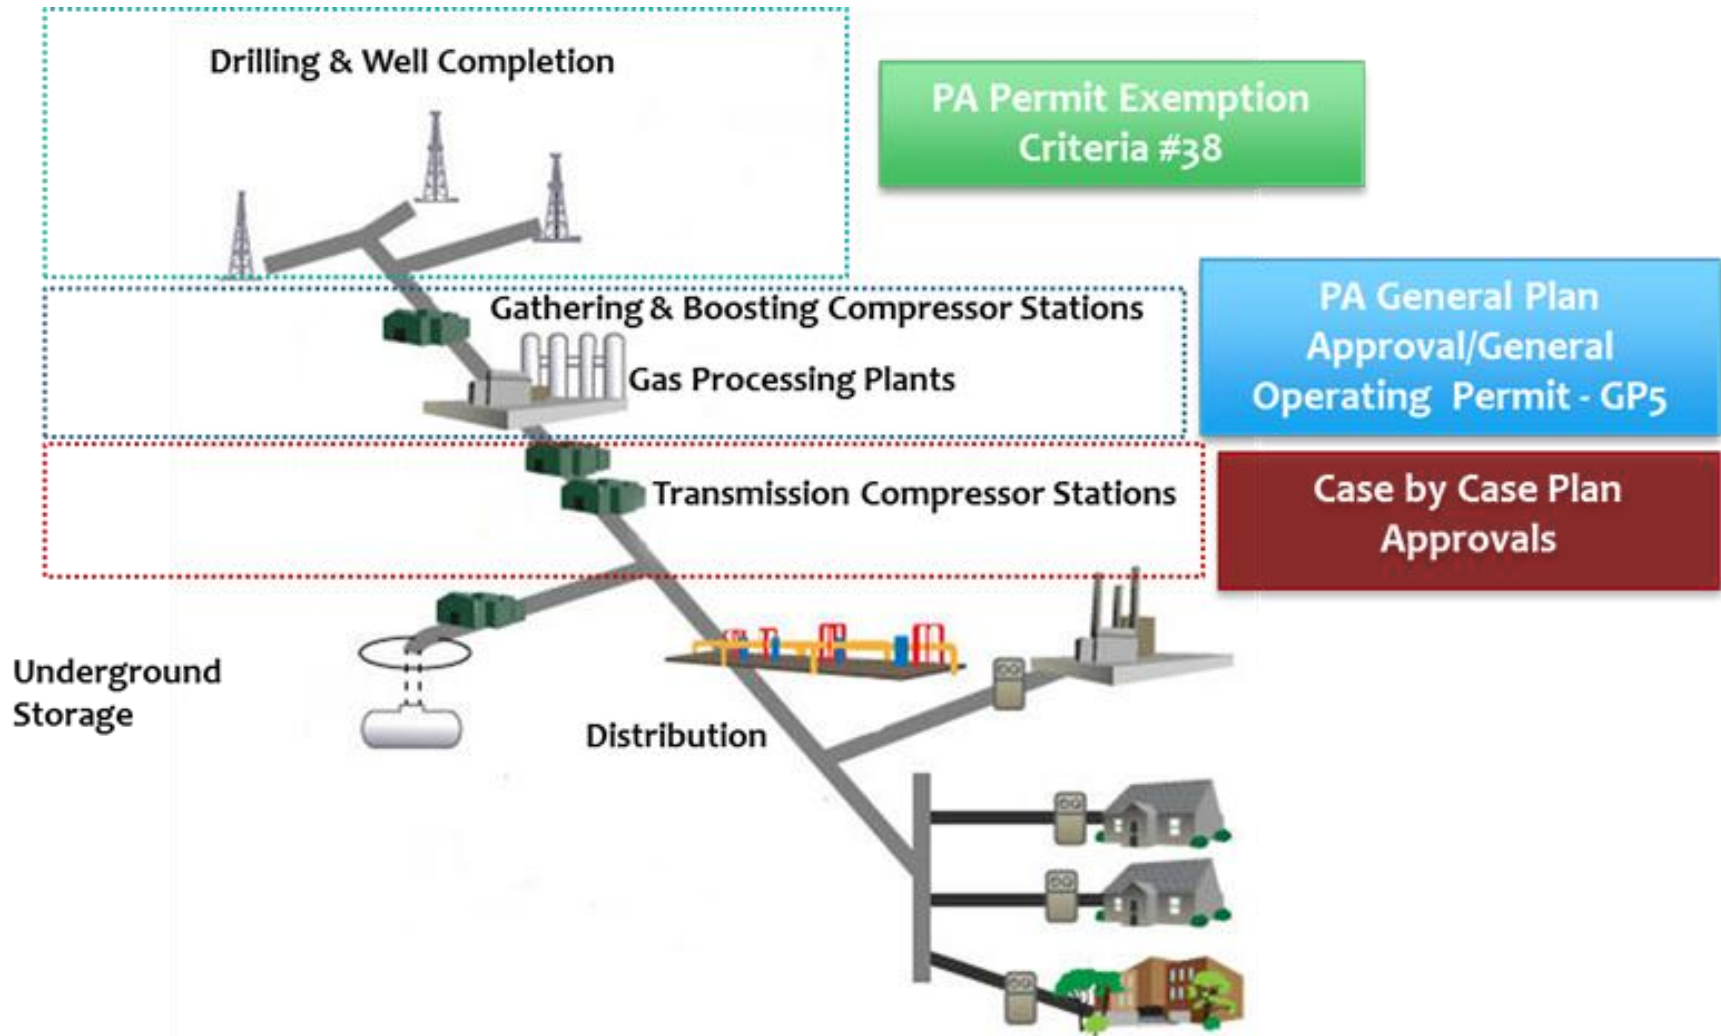 Drilling & Well Completion
PA Permit Exemption
Criteria #38
Gathering & Boosting Compressor Stations
Gas Processing Plants
PA General Plan
Approval/General
Operating Permit - GP5
Transmission Compressor Stations
Case by Case Plan
Approvals
Underground
Storage
Distribution